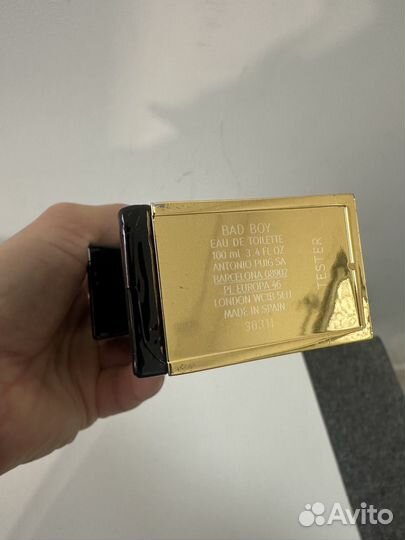 BAD BOY
EAU DE TOILETTE
100 ml 3.4 FL OZ
ANTONIO PUIG SA
BARCELONA 08902
PL EUROPA 46
LONDON WC1B 5HJ
MADE IN SPAIN
30311
TESTER
Avito